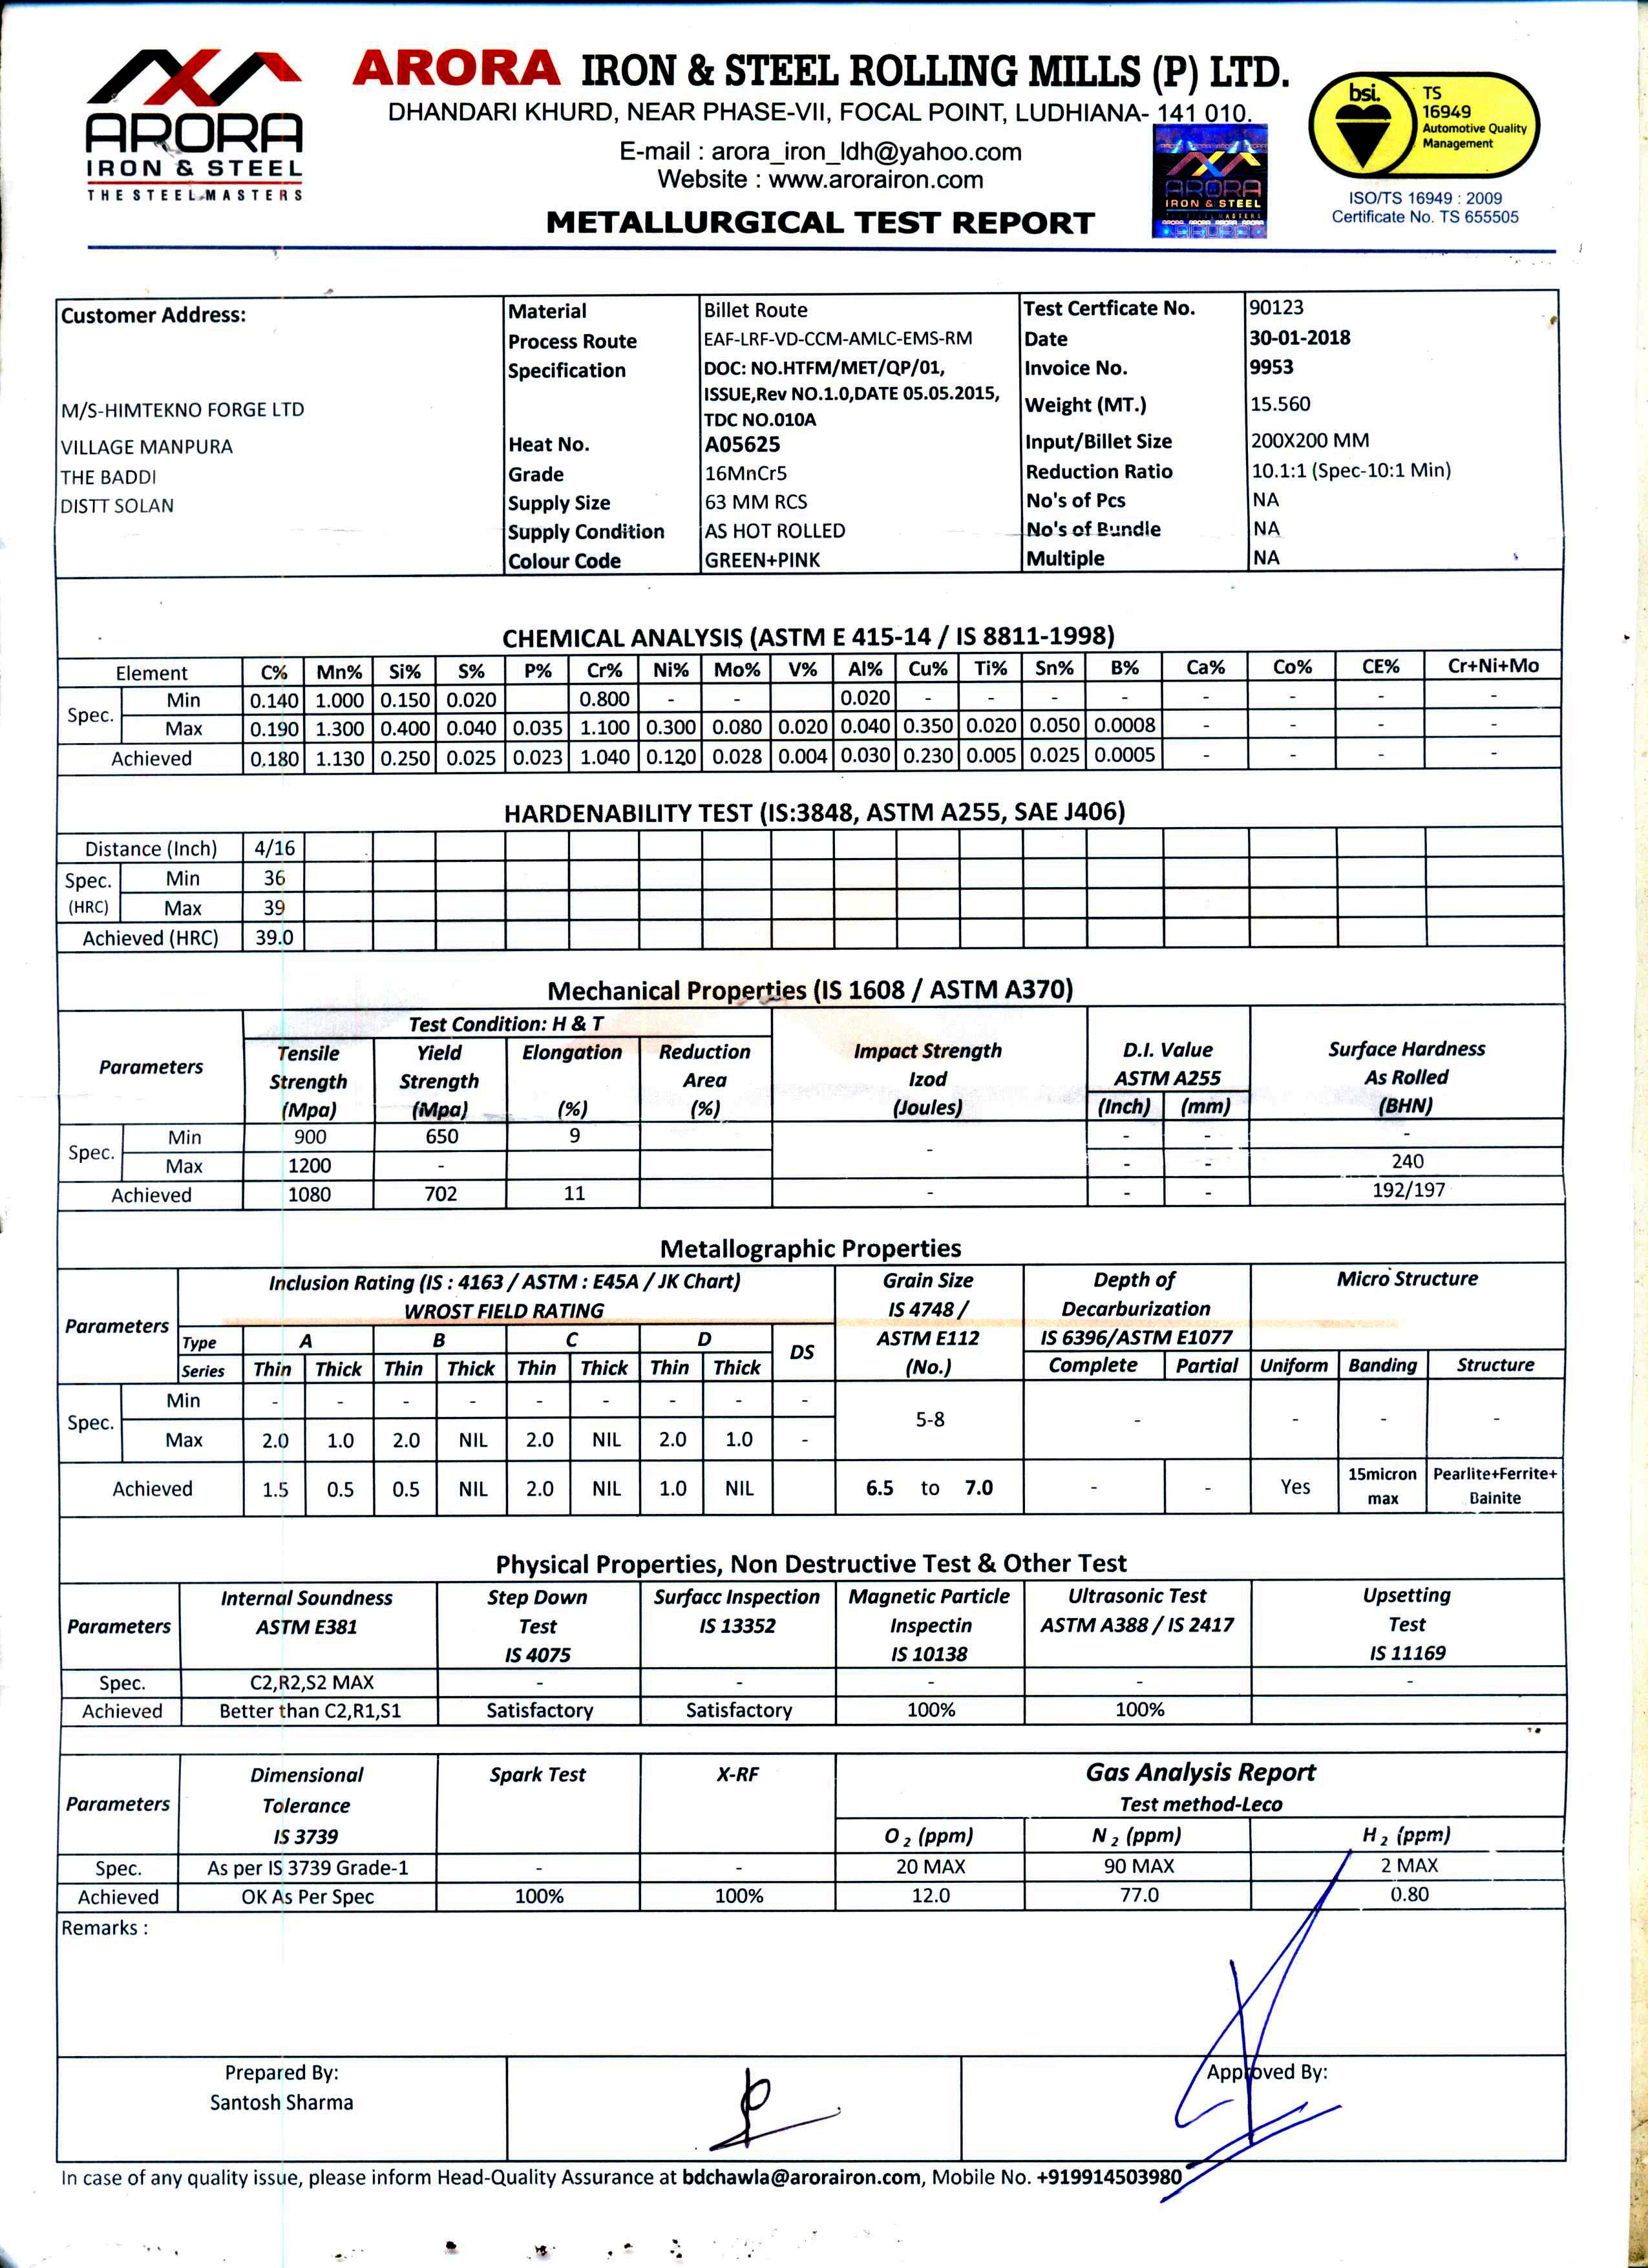 ARORA IRON & STEEL ROLLING MILLS (P) LTD.
DHANDARI KHURD, NEAR PHASE-VII, FOCAL POINT, LUDHIANA- 141 010.
E-mail : arora_iron_ldh@yahoo.com
Website : www.arorairon.com
METALLURGICAL TEST REPORT
ARORA
IRON & STEEL
THE STEEL MASTERS
ARORA
IRON & STEEL
bsi.
TS
16949
Automotive Quality
Management
ISO/TS 16949 : 2009
Certificate No. TS 655505
Customer Address:
M/S-HIMTEKNO FORGE LTD
VILLAGE MANPURA
THE BADDI
DISTT SOLAN
Material Billet Route
Process Route EAF-LRF-VD-CCM-AMLC-EMS-RM
Specification DOC: NO.HTFM/MET/QP/01,
ISSUE,Rev NO.1.0,DATE 05.05.2015,
TDC NO.010A
Heat No. A05625
Grade 16MnCr5
Supply Size 63 MM RCS
Supply Condition AS HOT ROLLED
Colour Code GREEN+PINK
Test Certficate No. 90123
Date 30-01-2018
Invoice No. 9953
Weight (MT.) 15.560
Input/Billet Size 200X200 MM
Reduction Ratio 10.1:1 (Spec-10:1 Min)
No's of Pcs NA
No's of Bundle NA
Multiple NA
CHEMICAL ANALYSIS (ASTM E 415-14 / IS 8811-1998)
Element C% Mn% Si% S% P% Cr% Ni% Mo% V% Al% Cu% Ti% Sn% B% Ca% Co% CE% Cr+Ni+Mo
Spec.
Min 0.140 1.000 0.150 0.020 0.800 - - 0.020 - - - - - - - -
Max 0.190 1.300 0.400 0.040 0.035 1.100 0.300 0.080 0.020 0.040 0.350 0.020 0.050 0.0008 - - - -
Achieved 0.180 1.130 0.250 0.025 0.023 1.040 0.120 0.028 0.004 0.030 0.230 0.005 0.025 0.0005 - - - -
HARDENABILITY TEST (IS:3848, ASTM A255, SAE J406)
Distance (Inch) 4/16
Spec. Min 36
(HRC) Max 39
Achieved (HRC) 39.0
Mechanical Properties (IS 1608 / ASTM A370)
Parameters
Test Condition: H & T
Tensile Strength (Mpa)
Yield Strength (Mpa)
Elongation (%)
Reduction Area (%)
Impact Strength Izod (Joules)
D.I. Value
ASTM A255
(Inch) (mm)
Surface Hardness As Rolled (BHN)
Spec.
Min 900 650 9 - - - -
Max 1200 - - - 240
Achieved 1080 702 11 - - - 192/197
Metallographic Properties
Parameters
Inclusion Rating (IS : 4163 / ASTM : E45A / JK Chart)
WROST FIELD RATING
Type A B C D DS
Series Thin Thick Thin Thick Thin Thick Thin Thick
Grain Size
IS 4748 /
ASTM E112
(No.)
Depth of
Decarburization
IS 6396/ASTM E1077
Complete Partial
Micro Structure
Uniform Banding Structure
Spec.
Min - - - - - - - - -
5-8 - - - -
Max 2.0 1.0 2.0 NIL 2.0 NIL 2.0 1.0 -
Achieved 1.5 0.5 0.5 NIL 2.0 NIL 1.0 NIL 6.5 to 7.0 - - Yes 15micron max Pearlite+Ferrite+ Bainite
Physical Properties, Non Destructive Test & Other Test
Parameters
Internal Soundness
ASTM E381
Step Down
Test
IS 4075
Surfacc Inspection
IS 13352
Magnetic Particle
Inspectin
IS 10138
Ultrasonic Test
ASTM A388 / IS 2417
Upsetting
Test
IS 11169
Spec. C2,R2,S2 MAX - - - - -
Achieved Better than C2,R1,S1 Satisfactory Satisfactory 100% 100%
Parameters
Dimensional
Tolerance
IS 3739
Spark Test
X-RF
Gas Analysis Report
Test method-Leco
O 2 (ppm) N 2 (ppm) H 2 (ppm)
Spec. As per IS 3739 Grade-1 - - 20 MAX 90 MAX 2 MAX
Achieved OK As Per Spec 100% 100% 12.0 77.0 0.80
Remarks :
Prepared By:
Santosh Sharma
Approved By:
In case of any quality issue, please inform Head-Quality Assurance at bdchawla@arorairon.com, Mobile No. +919914503980